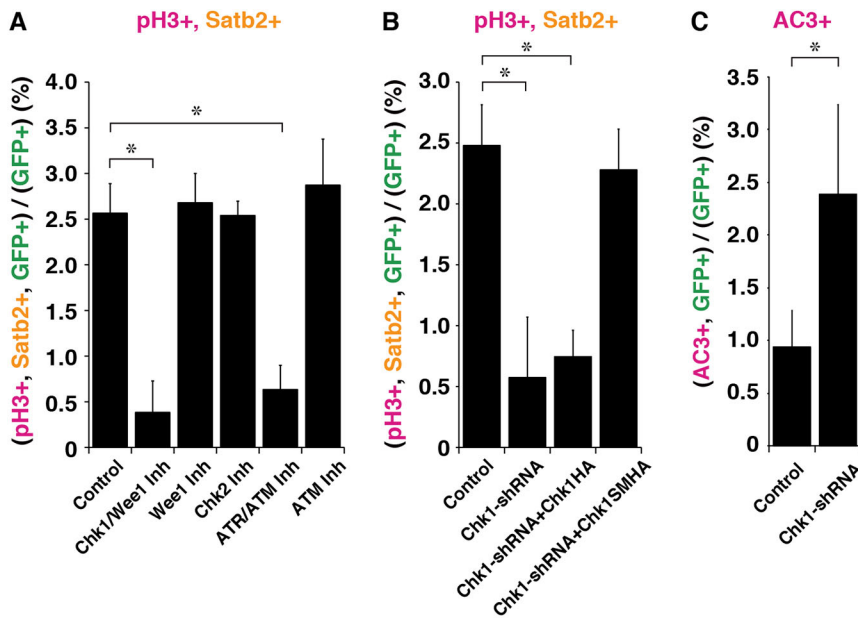 A
pH3+, Satb2+
(pH3+, Satb2+, GFP+) / (GFP+) (%)
4.0
3.5
3.0
2.5
2.0
1.5
1.0
0.5
0
*
*
Control
Chk1/Wee1 Inh
Wee1 Inh
Chk2 Inh
ATR/ATM Inh
ATM Inh
B
pH3+, Satb2+
(pH3+, Satb2+, GFP+) / (GFP+) (%)
3.0
2.5
2.0
1.5
1.0
0.5
0
*
*
Control
Chk1-shRNA
Chk1-shRNA+Chk1HA
Chk1-shRNA+Chk1SMHA
C
AC3+
(AC3+, GFP+) / (GFP+) (%)
3.5
3.0
2.5
2.0
1.5
1.0
0.5
0
*
Control
Chk1-shRNA